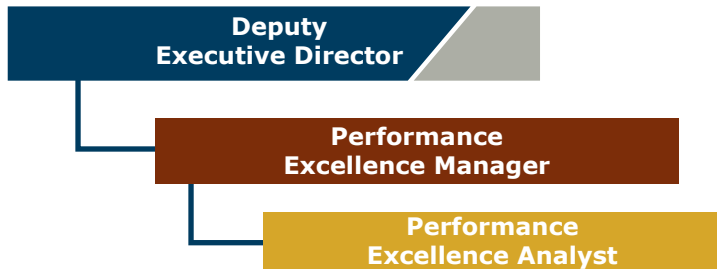 Deputy
Executive Director
Performance
Excellence Manager
Performance
Excellence Analyst